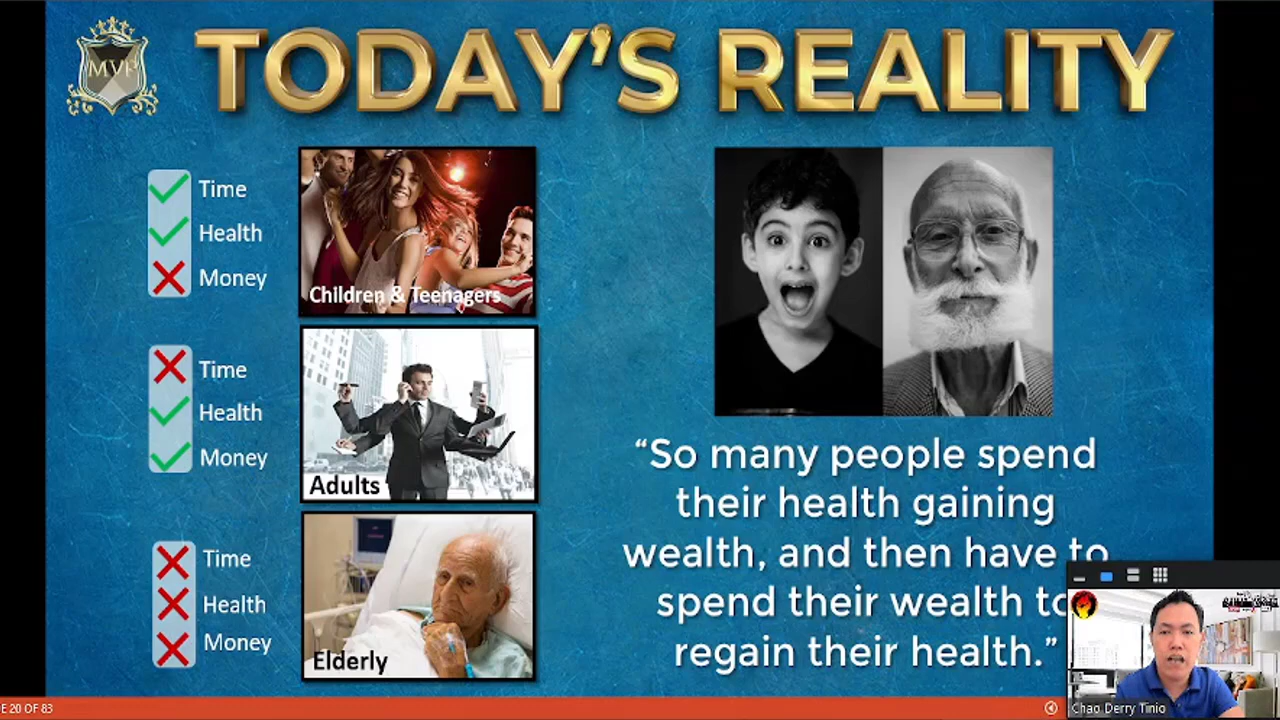 MVP
TODAY'S REALITY
Time
Health
Money
Children & Teenagers
Time
Health
Money
Adults
Time
Health
Money
Elderly
“So many people spend
their health gaining
wealth, and then have to
spend their wealth to
regain their health.”
E 20 OF 83
Chao Derry Tinio